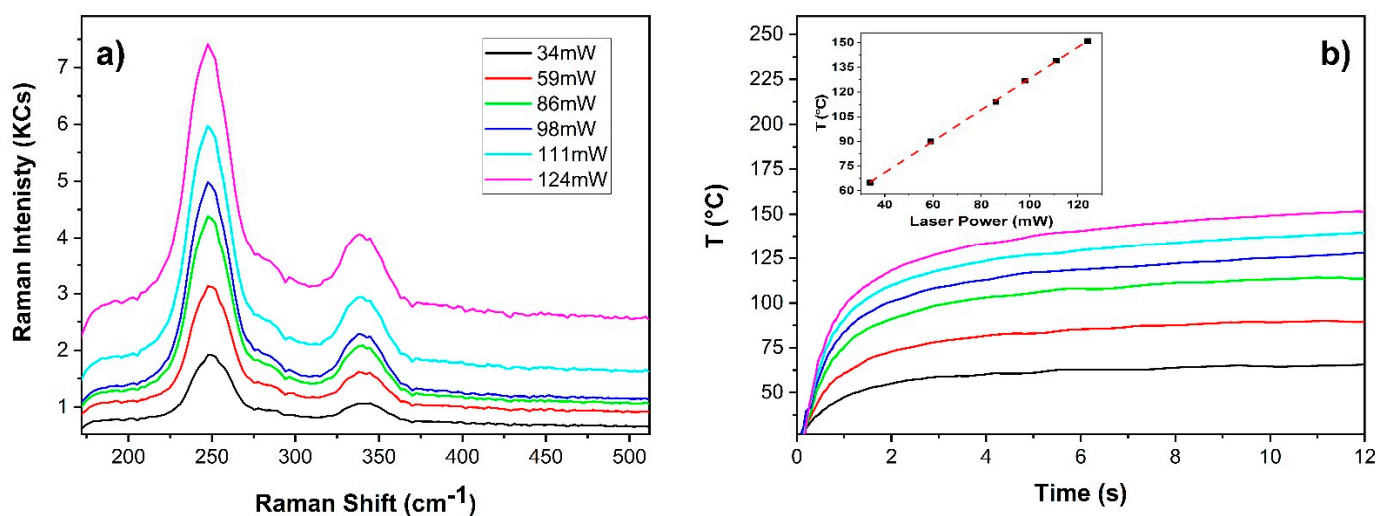 a)
34mW
59mW
86mW
98mW
111mW
124mW
7
6
5
4
3
2
1
Raman Intenisty (KCs)
200 250 300 350 400 450 500
Raman Shift (cm-1)
b)
250
225
200
175
150
125
100
75
50
T (°C)
0 2 4 6 8 10 12
Time (s)
150
135
120
105
90
75
60
T (°C)
40 60 80 100 120
Laser Power (mW)